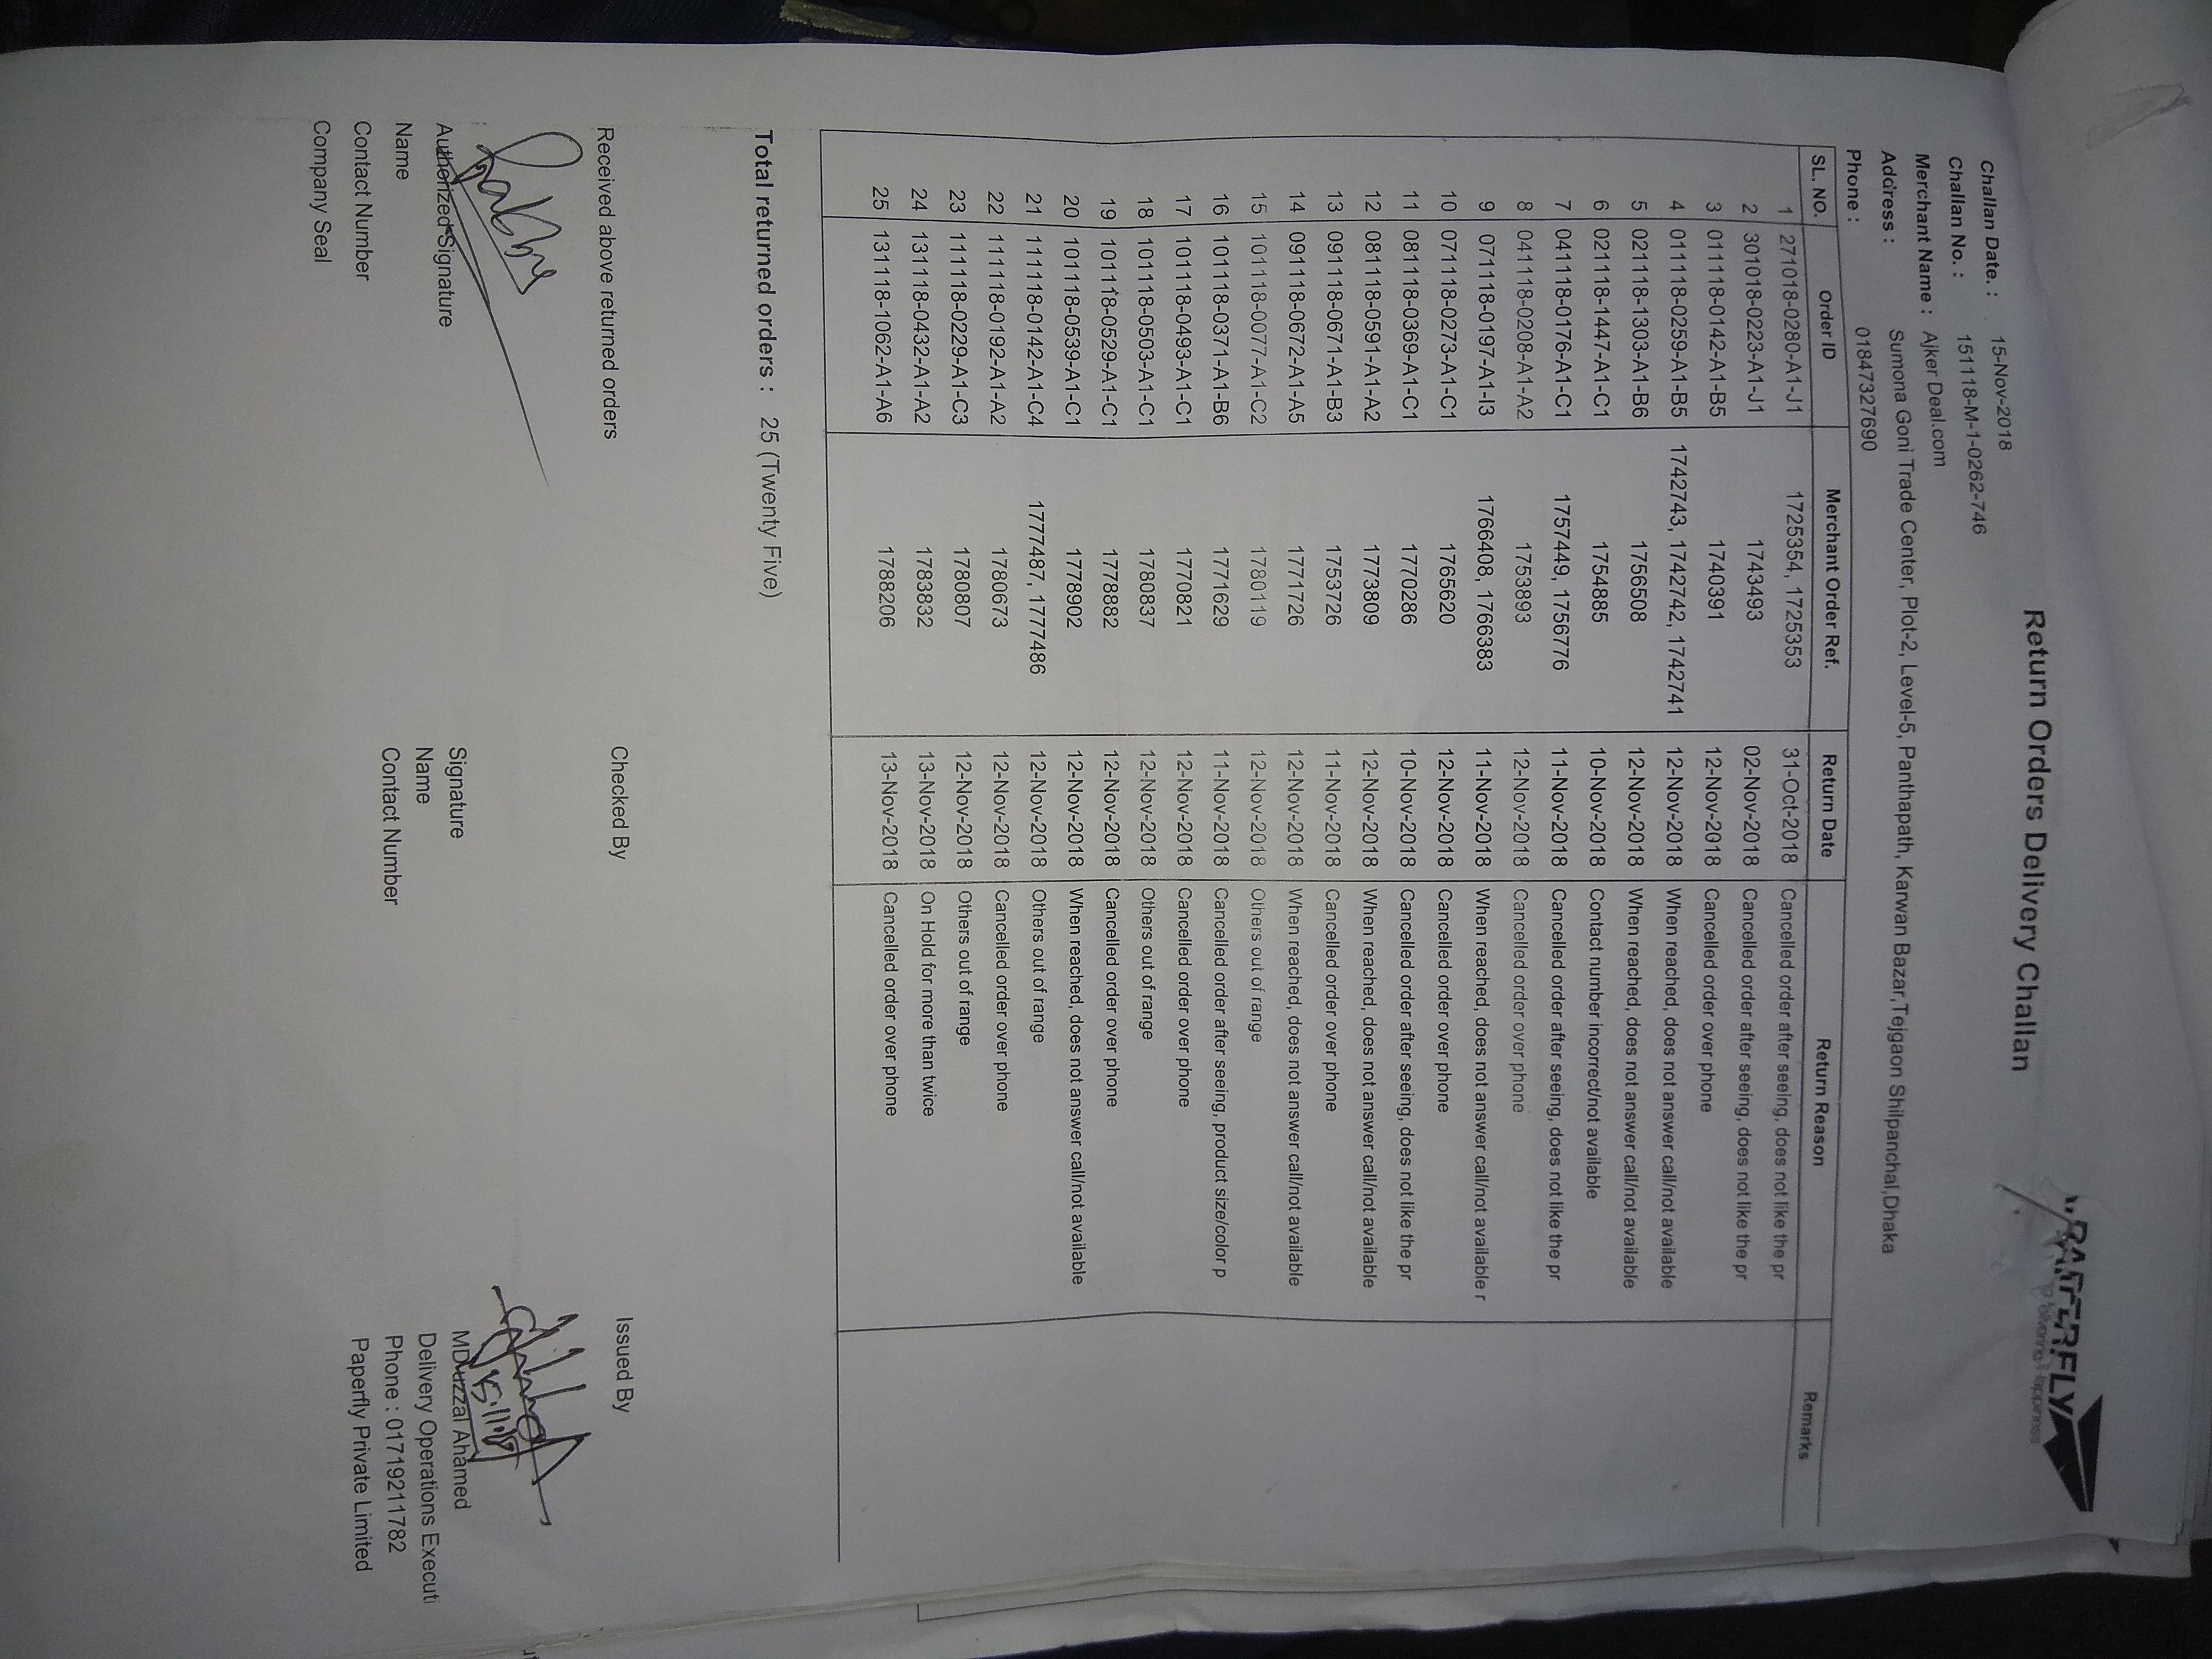 PAPERFLY
Delivering Happiness
Return Orders Delivery Challan
Challan Date. : 15-Nov-2018
Challan No. : 151118-M-1-0262-746
Merchant Name : Ajker Deal.com
Address : Sumona Goni Trade Center, Plot-2, Level-5, Panthapath, Karwan Bazar,Tejgaon Shilpanchal,Dhaka
Phone : 01847327690
SL. NO. Order ID Merchant Order Ref. Return Date Return Reason Remarks
1 271018-0280-A1-J1 1725354, 1725353 31-Oct-2018 Cancelled order after seeing, does not like the pr
2 301018-0223-A1-J1 1743493 02-Nov-2018 Cancelled order after seeing, does not like the pr
3 011118-0142-A1-B5 1740391 12-Nov-2018 Cancelled order over phone
4 011118-0259-A1-B5 1742743, 1742742, 1742741 12-Nov-2018 When reached, does not answer call/not available
5 021118-1303-A1-B6 1756508 12-Nov-2018 When reached, does not answer call/not available
6 021118-1447-A1-C1 1754885 10-Nov-2018 Contact number incorrect/not available
7 041118-0176-A1-C1 1757449, 1756776 11-Nov-2018 Cancelled order after seeing, does not like the pr
8 041118-0208-A1-A2 1753893 12-Nov-2018 Cancelled order over phone
9 071118-0197-A1-I3 1766408, 1766383 11-Nov-2018 When reached, does not answer call/not available r
10 071118-0273-A1-C1 1765620 12-Nov-2018 Cancelled order over phone
11 081118-0369-A1-C1 1770286 10-Nov-2018 Cancelled order after seeing, does not like the pr
12 081118-0591-A1-A2 1773809 12-Nov-2018 When reached, does not answer call/not available
13 091118-0671-A1-B3 1753726 11-Nov-2018 Cancelled order over phone
14 091118-0672-A1-A5 1771726 12-Nov-2018 When reached, does not answer call/not available
15 101118-0077-A1-C2 1780119 12-Nov-2018 Others out of range
16 101118-0371-A1-B6 1771629 11-Nov-2018 Cancelled order after seeing, product size/color p
17 101118-0493-A1-C1 1770821 12-Nov-2018 Cancelled order over phone
18 101118-0503-A1-C1 1780837 12-Nov-2018 Others out of range
19 101118-0529-A1-C1 1778882 12-Nov-2018 Cancelled order over phone
20 101118-0539-A1-C1 1778902 12-Nov-2018 When reached, does not answer call/not available
21 111118-0142-A1-C4 1777487, 1777486 12-Nov-2018 Others out of range
22 111118-0192-A1-A2 1780673 12-Nov-2018 Cancelled order over phone
23 111118-0229-A1-C3 1780807 12-Nov-2018 Others out of range
24 131118-0432-A1-A2 1783832 13-Nov-2018 On Hold for more than twice
25 131118-1062-A1-A6 1788206 13-Nov-2018 Cancelled order over phone
Total returned orders : 25 (Twenty Five)
Received above returned orders Checked By Issued By
Rakby
15.11.18
Authorized Signature Signature MD uzzal Ahamed
Name Name Delivery Operations Executi
Contact Number Contact Number Phone : 01719211782
Company Seal Paperfly Private Limited